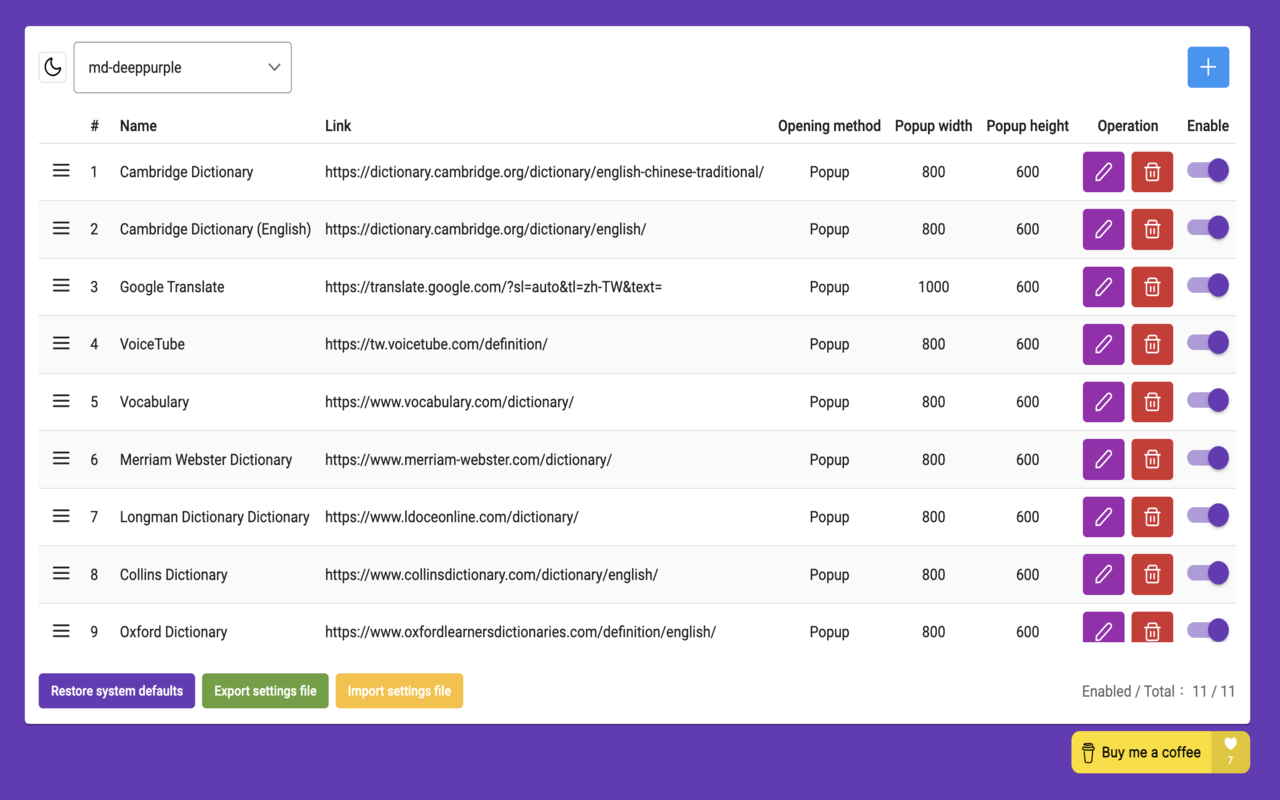 md-deeppurple
# Name Link Opening method Popup width Popup height Operation Enable
1 Cambridge Dictionary https://dictionary.cambridge.org/dictionary/english-chinese-traditional/ Popup 800 600
2 Cambridge Dictionary (English) https://dictionary.cambridge.org/dictionary/english/ Popup 800 600
3 Google Translate https://translate.google.com/?sl=auto&tl=zh-TW&text= Popup 1000 600
4 VoiceTube https://tw.voicetube.com/definition/ Popup 800 600
5 Vocabulary https://www.vocabulary.com/dictionary/ Popup 800 600
6 Merriam Webster Dictionary https://www.merriam-webster.com/dictionary/ Popup 800 600
7 Longman Dictionary Dictionary https://www.ldoceonline.com/dictionary/ Popup 800 600
8 Collins Dictionary https://www.collinsdictionary.com/dictionary/english/ Popup 800 600
9 Oxford Dictionary https://www.oxfordlearnersdictionaries.com/definition/english/ Popup 800 600
Restore system defaults Export settings file Import settings file Enabled / Total： 11 / 11
Buy me a coffee 7